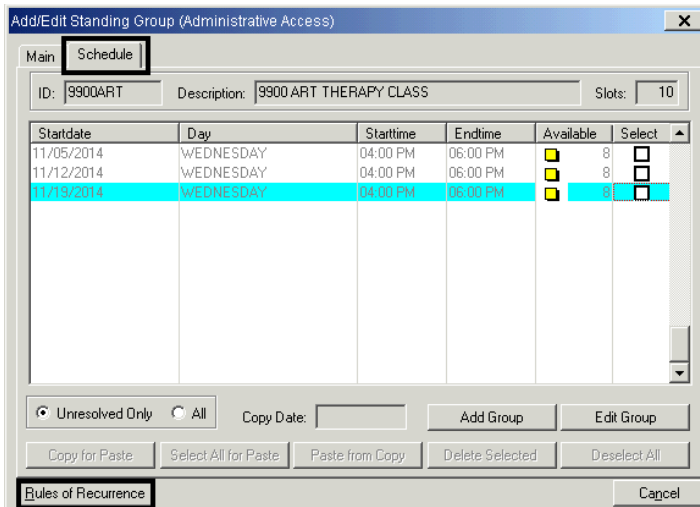 Add/Edit Standing Group (Administrative Access)
Main Schedule
ID: 9900ART Description: 9900 ART THERAPY CLASS Slots: 10
Startdate Day Starttime Endtime Available Select
11/05/2014 WEDNESDAY 04:00 PM 06:00 PM 8
11/12/2014 WEDNESDAY 04:00 PM 06:00 PM 8
11/19/2014 WEDNESDAY 04:00 PM 06:00 PM 8
Unresolved Only All Copy Date: Add Group Edit Group
Copy for Paste Select All for Paste Paste from Copy Delete Selected Deselect All
Rules of Recurrence Cancel